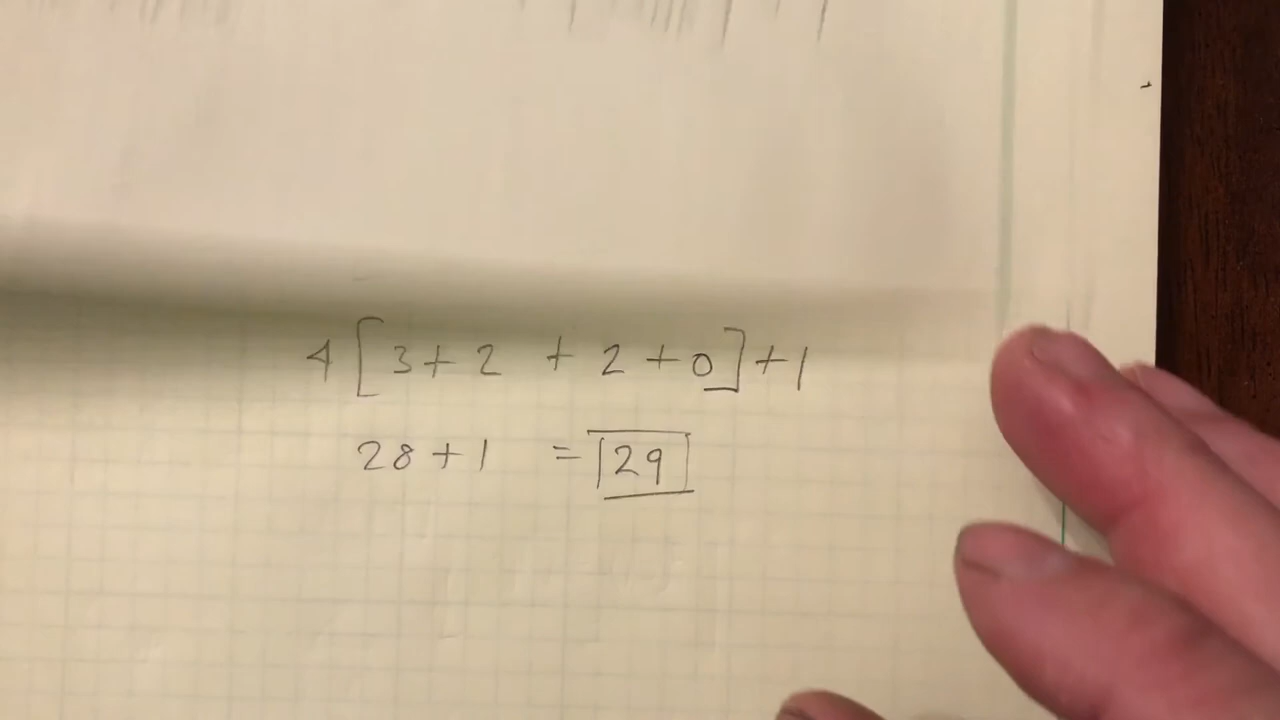 4[3+2 + 2+0]+1
28+1 = 29